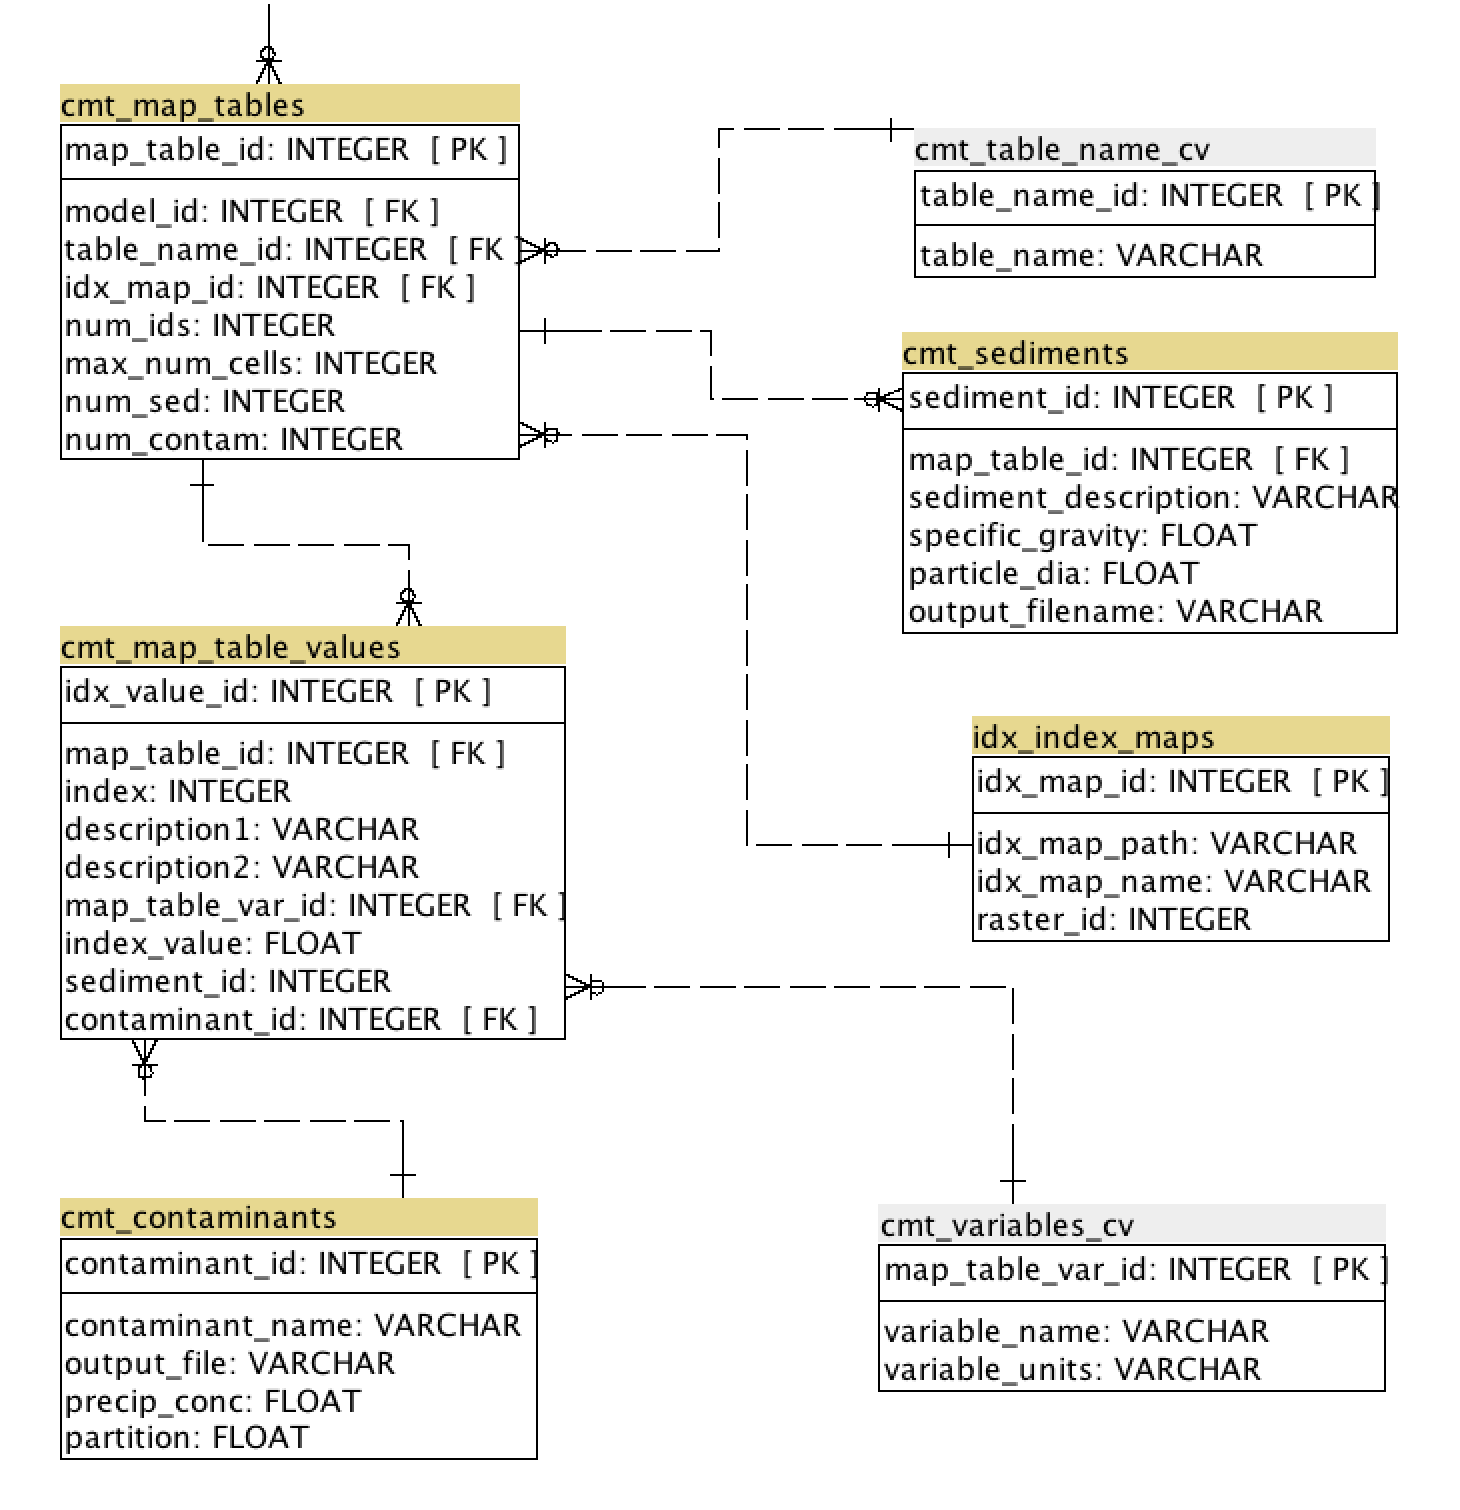 cmt_map_tables
map_table_id: INTEGER [ PK ]
model_id: INTEGER [ FK ]
table_name_id: INTEGER [ FK ]
idx_map_id: INTEGER [ FK ]
num_ids: INTEGER
max_num_cells: INTEGER
num_sed: INTEGER
num_contam: INTEGER
cmt_table_name_cv
table_name_id: INTEGER [ PK ]
table_name: VARCHAR
cmt_sediments
sediment_id: INTEGER [ PK ]
map_table_id: INTEGER [ FK ]
sediment_description: VARCHAR
specific_gravity: FLOAT
particle_dia: FLOAT
output_filename: VARCHAR
cmt_map_table_values
idx_value_id: INTEGER [ PK ]
map_table_id: INTEGER [ FK ]
index: INTEGER
description1: VARCHAR
description2: VARCHAR
map_table_var_id: INTEGER [ FK ]
index_value: FLOAT
sediment_id: INTEGER
contaminant_id: INTEGER [ FK ]
idx_index_maps
idx_map_id: INTEGER [ PK ]
idx_map_path: VARCHAR
idx_map_name: VARCHAR
raster_id: INTEGER
cmt_contaminants
contaminant_id: INTEGER [ PK ]
contaminant_name: VARCHAR
output_file: VARCHAR
precip_conc: FLOAT
partition: FLOAT
cmt_variables_cv
map_table_var_id: INTEGER [ PK ]
variable_name: VARCHAR
variable_units: VARCHAR